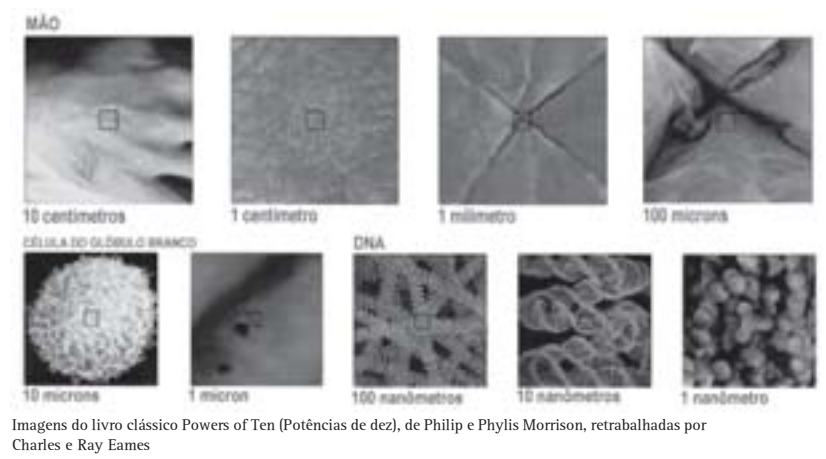 MÃO
10 centímetros
1 centímetro
1 milímetro
100 microns
CÉLULA DO GLÓBULO BRANCO
DNA
10 microns
1 micron
100 nanômetros
10 nanômetros
1 nanômetro
Imagens do livro clássico Powers of Ten (Potências de dez), de Philip e Phylis Morrison, retrabalhadas por
Charles e Ray Eames